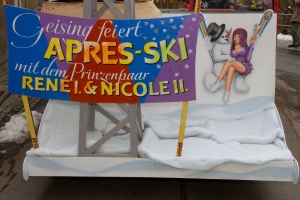 Geising feiert
APRES-SKI
mit dem Prinzenpaar
RENE I. & NICOLE II.